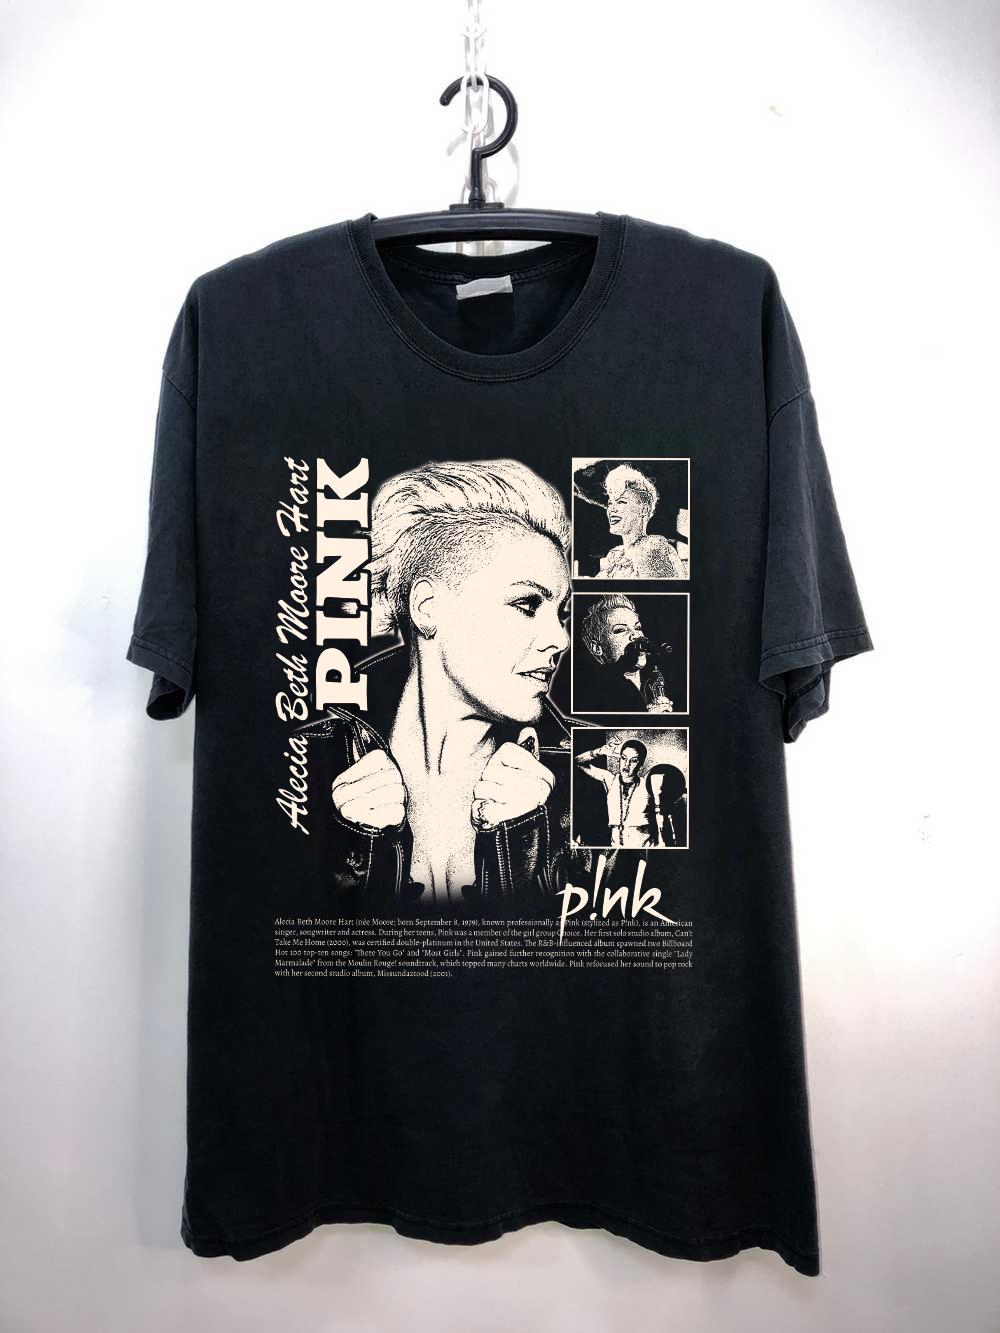 Alecia Beth Moore Hart
PINK
p!nk
Alecia Beth Moore Hart (née Moore; born September 8, 1979), known professionally as Pink (stylized as P!nk), is an American
singer, songwriter and actress. During her teens, Pink was a member of the girl group Choice. Her first solo studio album, Can't
Take Me Home (2000), was certified double-platinum in the United States. The R&B-influenced album spawned two Billboard
Hot 100 top-ten songs: "There You Go" and "Most Girls". Pink gained further recognition with the collaborative single "Lady
Marmalade" from the Moulin Rouge! soundtrack, which topped many charts worldwide. Pink refocused her sound to pop rock
with her second studio album, Missundaztood (2001).